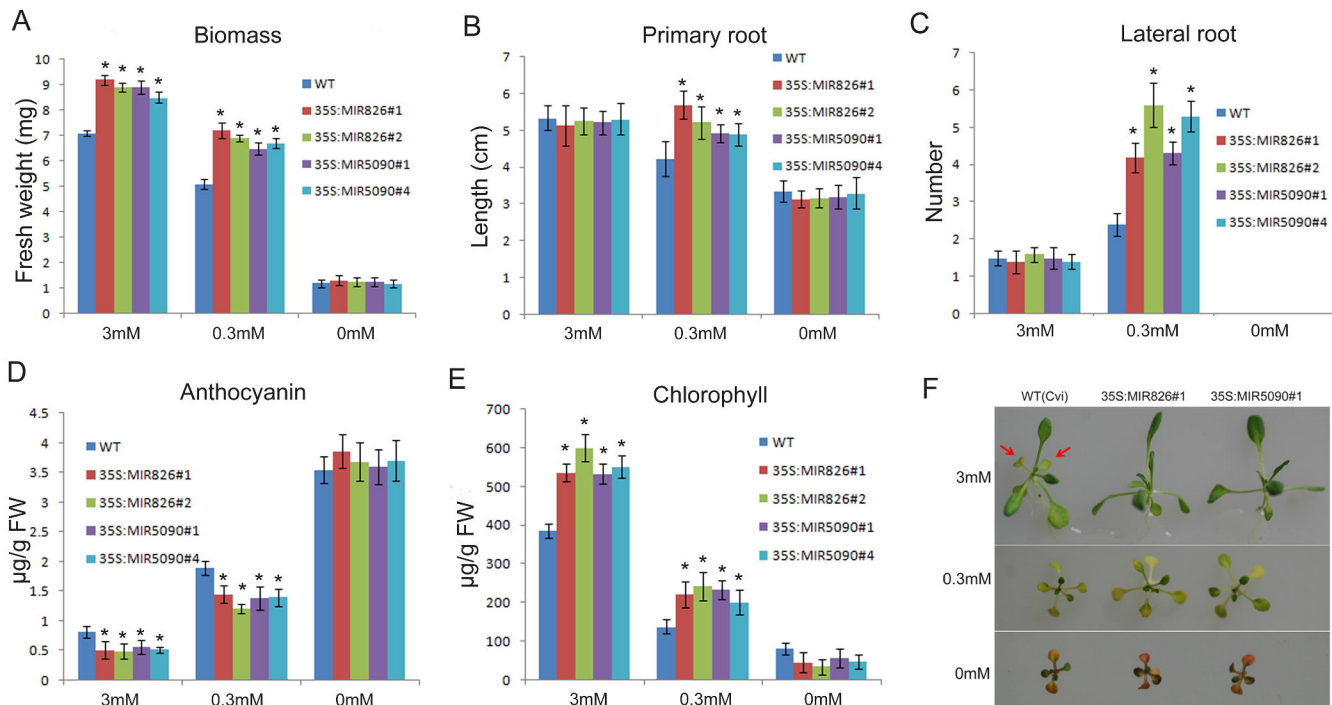 A
Biomass
Fresh weight (mg)
10
9
8
7
6
5
4
3
2
1
0
* * * *
* * * *
WT
35S:MIR826#1
35S:MIR826#2
35S:MIR5090#1
35S:MIR5090#4
3mM 0.3mM 0mM
B
Primary root
Length (cm)
7
6
5
4
3
2
1
0
* * * *
WT
35S:MIR826#1
35S:MIR826#2
35S:MIR5090#1
35S:MIR5090#4
3mM 0.3mM 0mM
C
Lateral root
Number
7
6
5
4
3
2
1
0
* * * *
WT
35S:MIR826#1
35S:MIR826#2
35S:MIR5090#1
35S:MIR5090#4
3mM 0.3mM 0mM
D
Anthocyanin
µg/g FW
4.5
4
3.5
3
2.5
2
1.5
1
0.5
0
WT
35S:MIR826#1
35S:MIR826#2
35S:MIR5090#1
35S:MIR5090#4
* * * *
* * * *
3mM 0.3mM 0mM
E
Chlorophyll
µg/g FW
700
600
500
400
300
200
100
0
* * * *
* * * *
WT
35S:MIR826#1
35S:MIR826#2
35S:MIR5090#1
35S:MIR5090#4
3mM 0.3mM 0mM
F
WT(Cvi) 35S:MIR826#1 35S:MIR5090#1
3mM
0.3mM
0mM